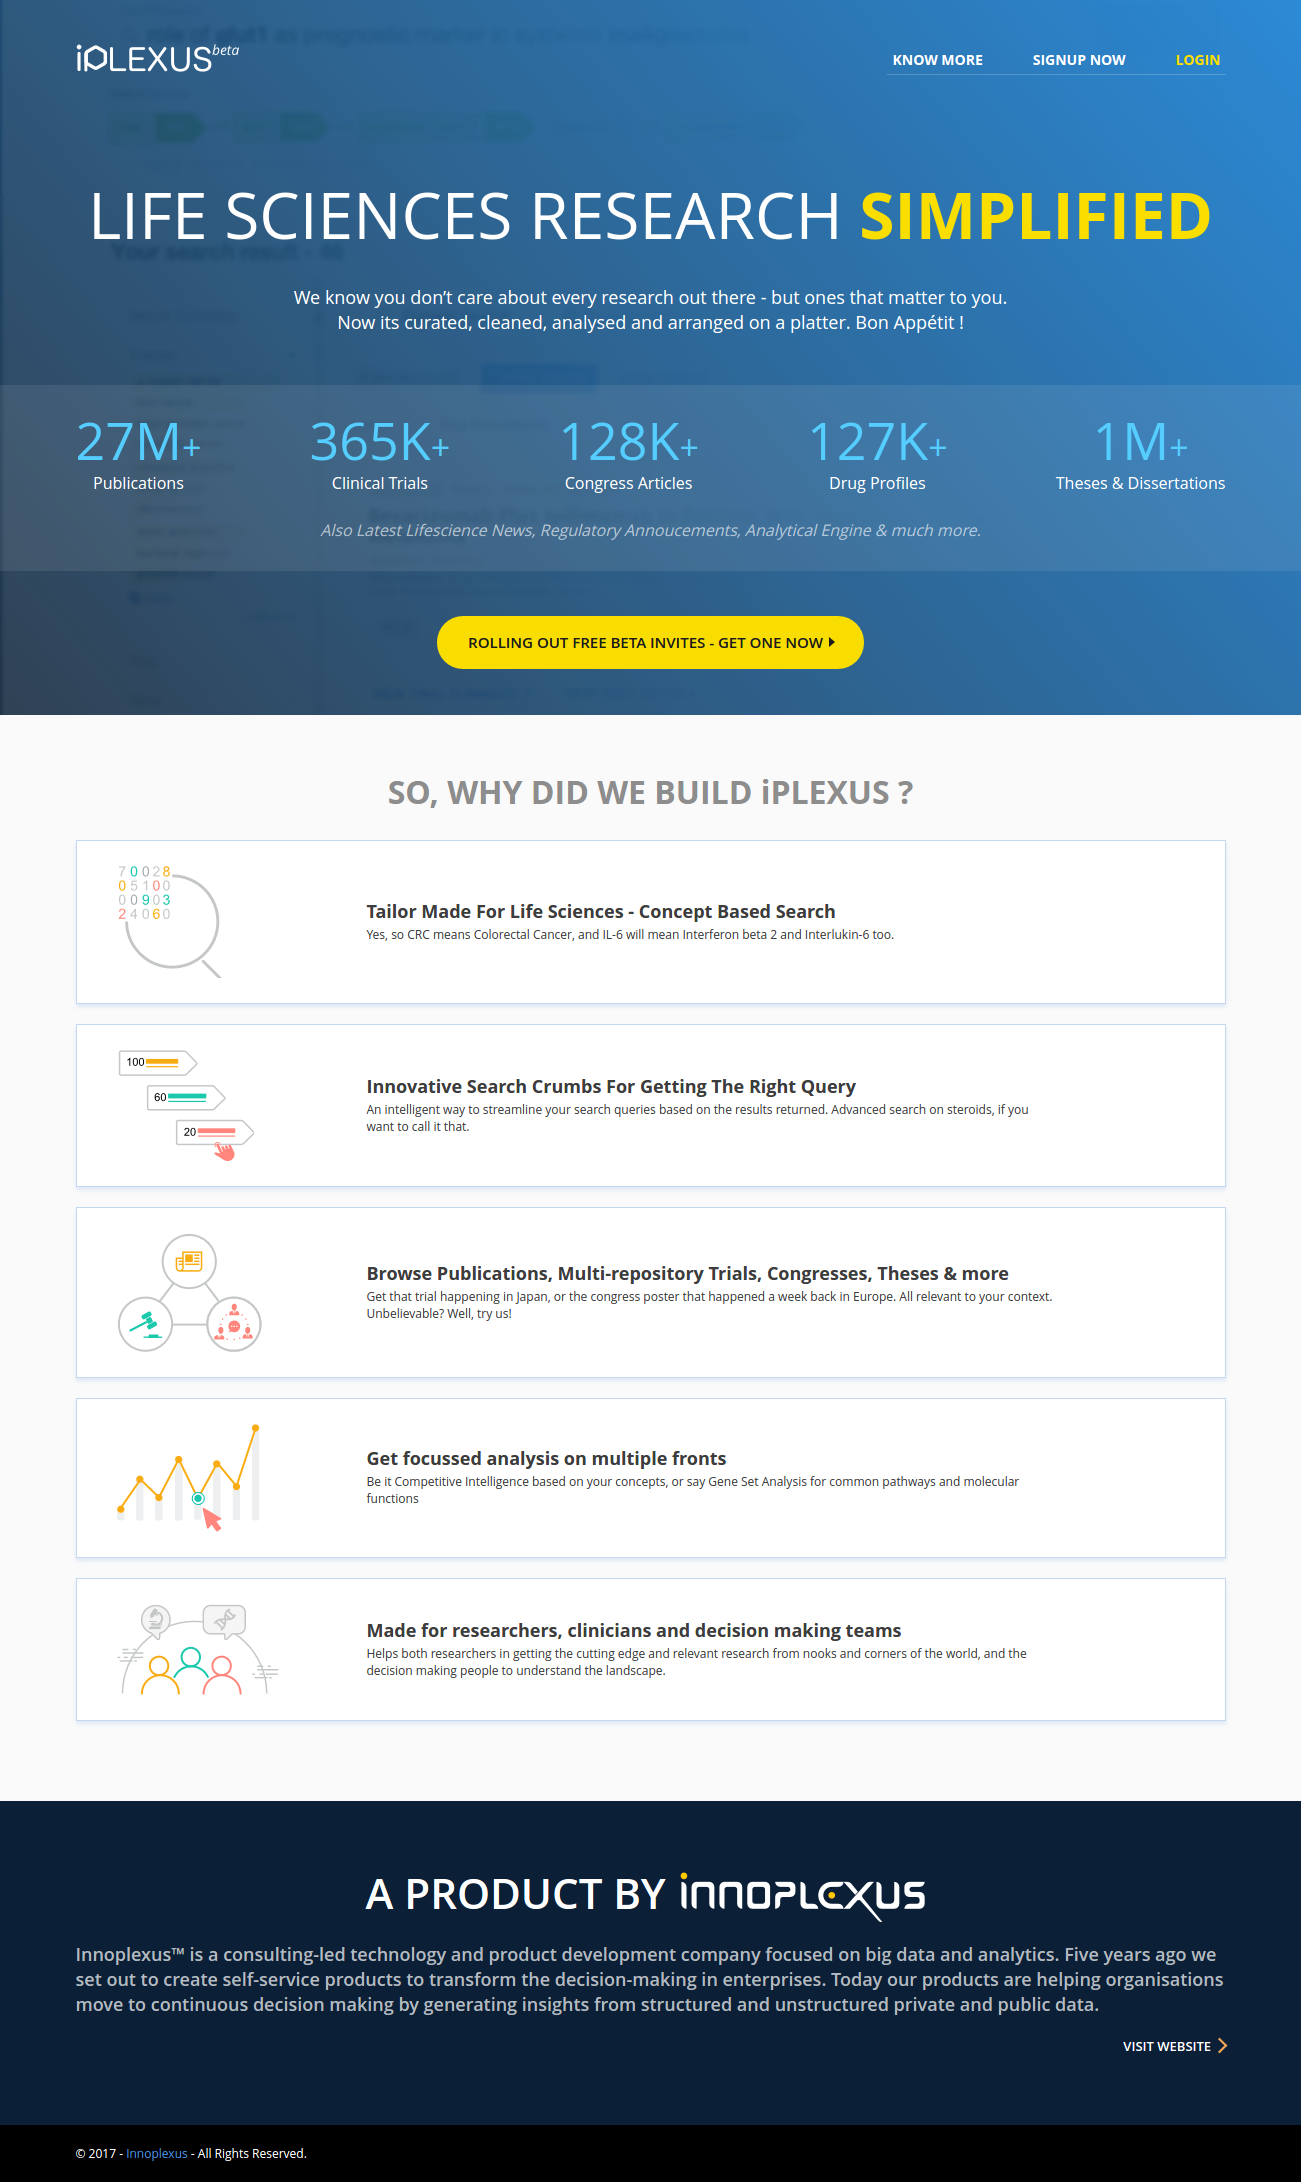 iPLEXUS beta
KNOW MORE SIGNUP NOW LOGIN
LIFE SCIENCES RESEARCH SIMPLIFIED
We know you don't care about every research out there - but ones that matter to you.
Now its curated, cleaned, analysed and arranged on a platter. Bon Appétit !
27M+ 365K+ 128K+ 127K+ 1M+
Publications Clinical Trials Congress Articles Drug Profiles Theses & Dissertations
Also Latest Lifescience News, Regulatory Annoucements, Analytical Engine & much more.
ROLLING OUT FREE BETA INVITES - GET ONE NOW
SO, WHY DID WE BUILD iPLEXUS ?
7 0 0 2 8
0 5 1 0 0
0 0 9 0 3
2 4 0 6 0
Tailor Made For Life Sciences - Concept Based Search
Yes, so CRC means Colorectal Cancer, and IL-6 will mean Interferon beta 2 and Interlukin-6 too.
100
60
20
Innovative Search Crumbs For Getting The Right Query
An intelligent way to streamline your search queries based on the results returned. Advanced search on steroids, if you
want to call it that.
Browse Publications, Multi-repository Trials, Congresses, Theses & more
Get that trial happening in Japan, or the congress poster that happened a week back in Europe. All relevant to your context.
Unbelievable? Well, try us!
Get focussed analysis on multiple fronts
Be it Competitive Intelligence based on your concepts, or say Gene Set Analysis for common pathways and molecular
functions
Made for researchers, clinicians and decision making teams
Helps both researchers in getting the cutting edge and relevant research from nooks and corners of the world, and the
decision making people to understand the landscape.
A PRODUCT BY innoplexus
Innoplexus™ is a consulting-led technology and product development company focused on big data and analytics. Five years ago we
set out to create self-service products to transform the decision-making in enterprises. Today our products are helping organisations
move to continuous decision making by generating insights from structured and unstructured private and public data.
VISIT WEBSITE
© 2017 - Innoplexus - All Rights Reserved.